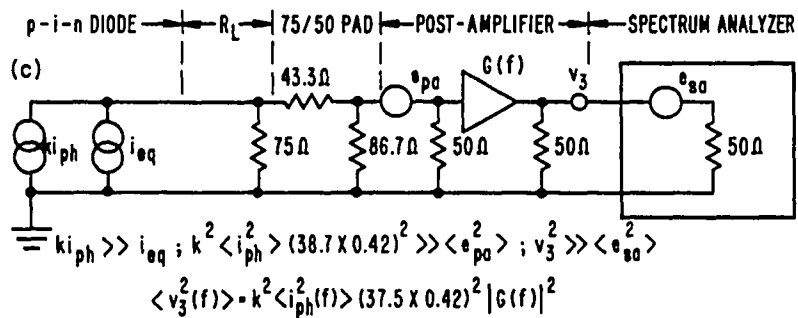 p-i-n DIODE R_L 75/50 PAD POST-AMPLIFIER SPECTRUM ANALYZER
(c) 43.3Ω e_pa G(f) v_3 e_sa
ki_ph i_eq 75Ω 86.7Ω 50Ω 50Ω 50Ω
ki_ph >> i_eq ; k^2 <i_ph^2> (38.7 X 0.42)^2 >> <e_pa^2> ; v_3^2 >> <e_sa^2>
<v_3^2(f)> = k^2 <i_ph^2(f)> (37.5 X 0.42)^2 |G(f)|^2